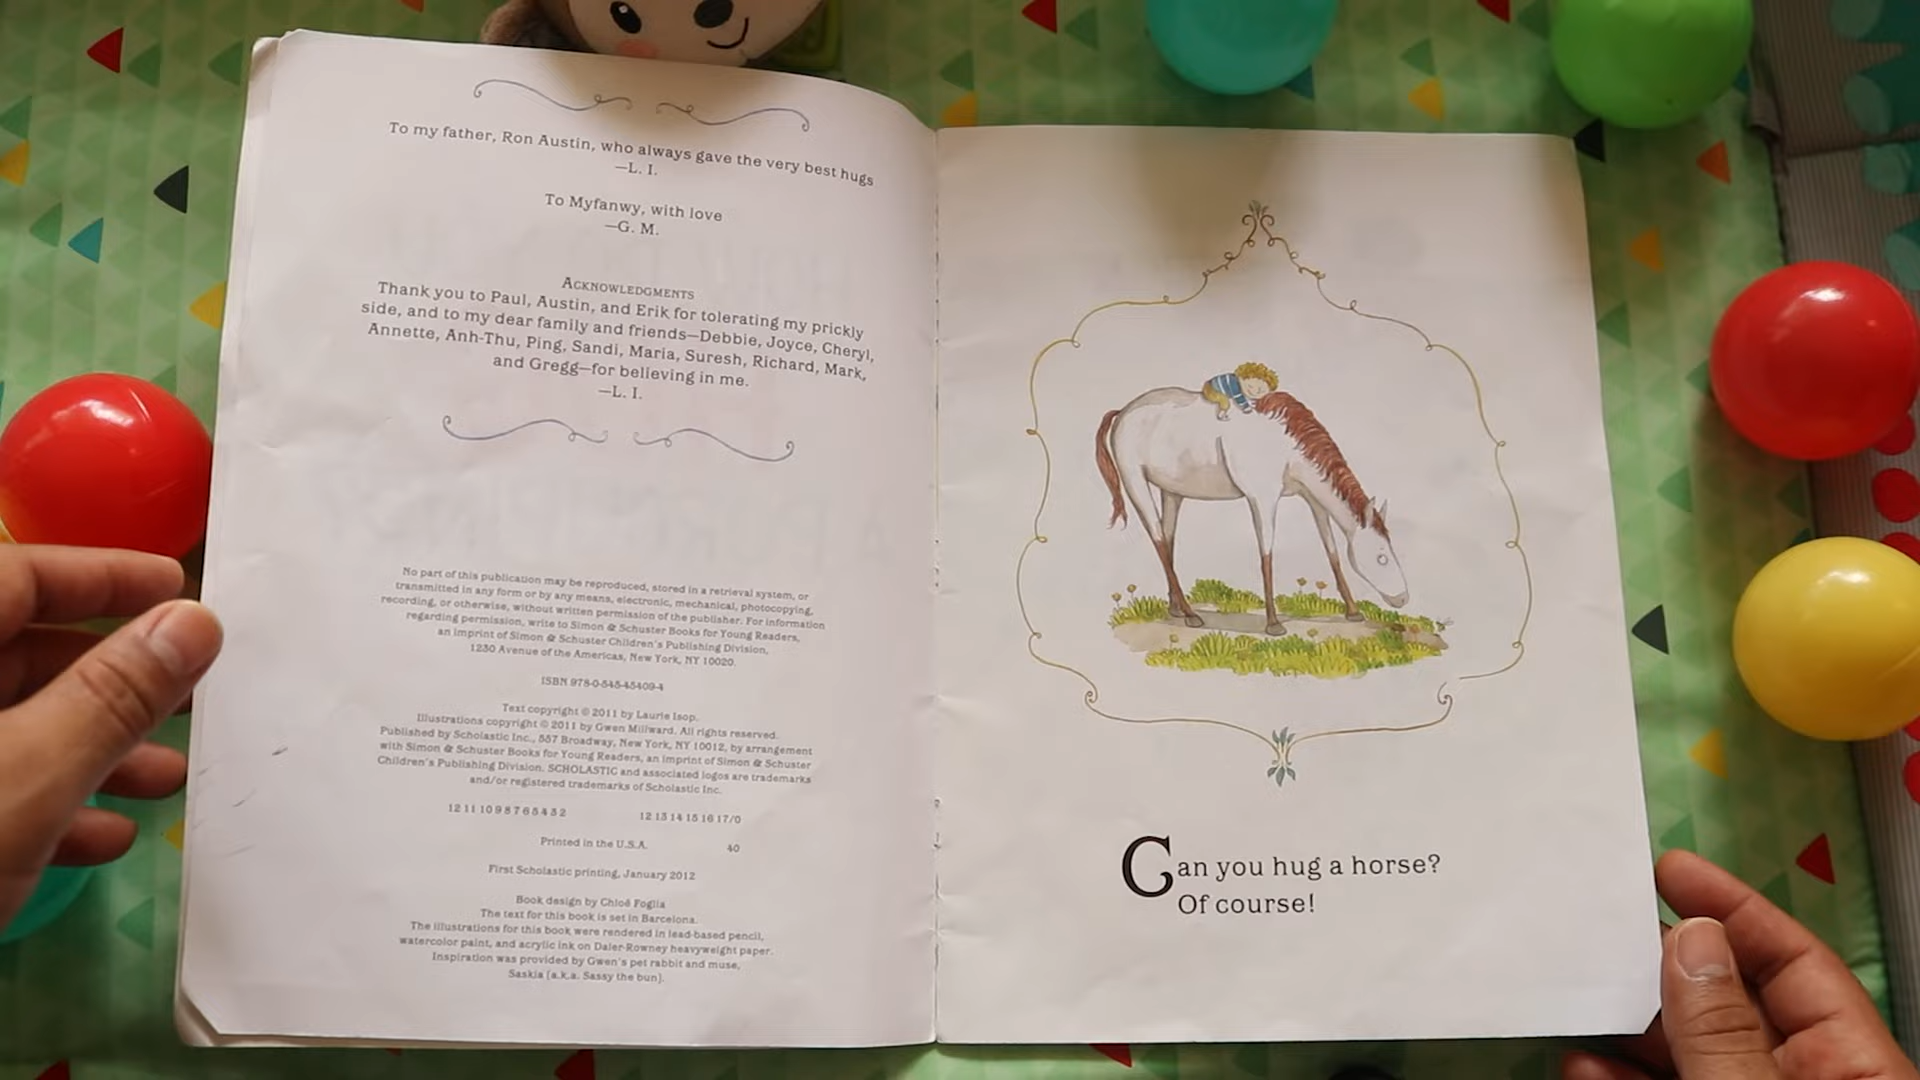 To my father, Ron Austin, who always gave the very best hugs
—L. I.
To Myfanwy, with love
—G. M.
Acknowledgments
Thank you to Paul, Austin, and Erik for tolerating my prickly
side, and to my dear family and friends—Debbie, Joyce, Cheryl,
Annette, Anh-Thu, Ping, Sandi, Maria, Suresh, Richard, Mark,
and Gregg—for believing in me.
—L. I.
No part of this publication may be reproduced, stored in a retrieval system, or
transmitted in any form or by any means, electronic, mechanical, photocopying,
recording, or otherwise, without written permission of the publisher. For information
regarding permission, write to Simon & Schuster Books for Young Readers,
an imprint of Simon & Schuster Children's Publishing Division,
1230 Avenue of the Americas, New York, NY 10020.
ISBN 978-0-545-45409-4
Text copyright © 2011 by Laurie Isop.
Illustrations copyright © 2011 by Gwen Millward. All rights reserved.
Published by Scholastic Inc., 557 Broadway, New York, NY 10012, by arrangement
with Simon & Schuster Books for Young Readers, an imprint of Simon & Schuster
Children's Publishing Division. SCHOLASTIC and associated logos are trademarks
and/or registered trademarks of Scholastic Inc.
12 11 10 9 8 7 6 5 4 3 2 12 13 14 15 16 17/0
Printed in the U.S.A. 40
First Scholastic printing, January 2012
Book design by Chloë Foglia
The text for this book is set in Barcelona.
The illustrations for this book were rendered in lead-based pencil,
watercolor paint, and acrylic ink on Daler-Rowney heavyweight paper.
Inspiration was provided by Gwen's pet rabbit and muse,
Saskia (a.k.a. Sassy the bun).
Can you hug a horse?
Of course!